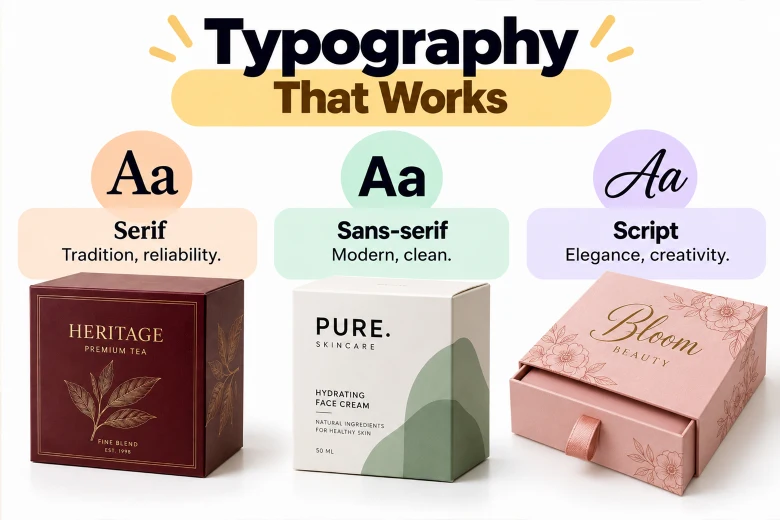 Typography
That Works
Aa
Serif
Tradition, reliability.
Aa
Sans-serif
Modern, clean.
Aa
Script
Elegance, creativity.
HERITAGE
PREMIUM TEA
FINE BLEND
EST. 1998
PURE.
SKINCARE
HYDRATING
FACE CREAM
NATURAL INGREDIENTS
FOR HEALTHY SKIN
50 ML
Bloom
BEAUTY